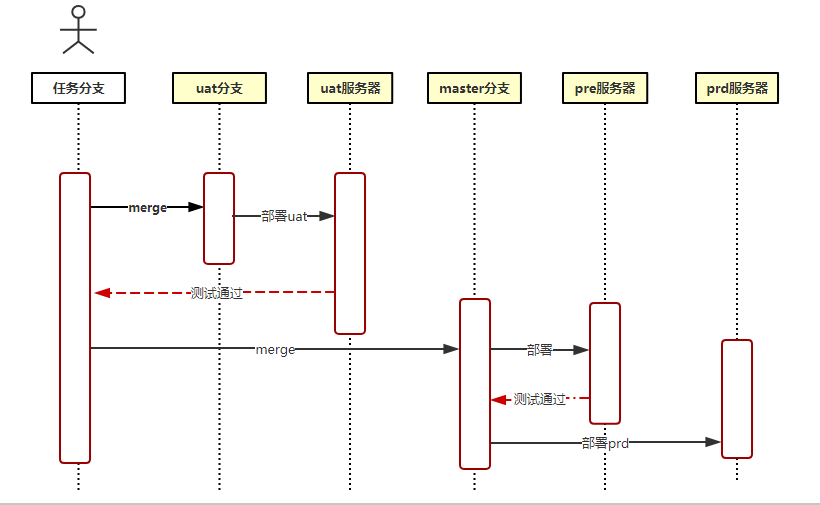 任务分支
uat分支
uat服务器
master分支
pre服务器
prd服务器
merge
部署uat
测试通过
merge
部署
测试通过
部署prd